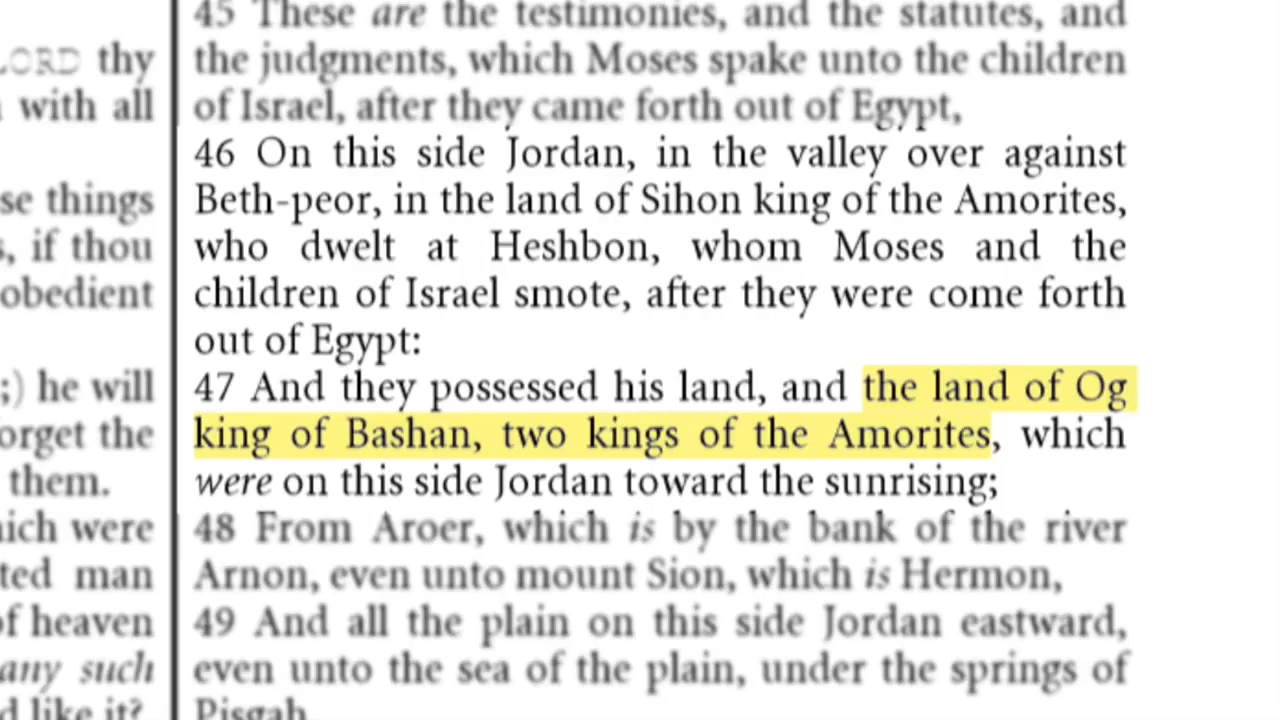 LORD thy
with all
se things
s, if thou
obedient
;) he will
orget the
them.
ich were
ted man
of heaven
any such
d like it?
45 These are the testimonies, and the statutes, and
the judgments, which Moses spake unto the children
of Israel, after they came forth out of Egypt,
46 On this side Jordan, in the valley over against
Beth-peor, in the land of Sihon king of the Amorites,
who dwelt at Heshbon, whom Moses and the
children of Israel smote, after they were come forth
out of Egypt:
47 And they possessed his land, and the land of Og
king of Bashan, two kings of the Amorites, which
were on this side Jordan toward the sunrising;
48 From Aroer, which is by the bank of the river
Arnon, even unto mount Sion, which is Hermon,
49 And all the plain on this side Jordan eastward,
even unto the sea of the plain, under the springs of
Pisgah.